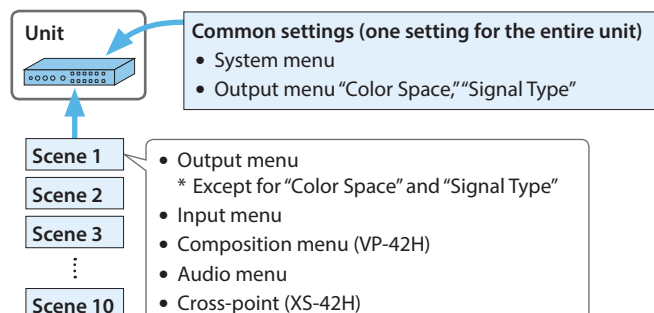 Unit
Common settings (one setting for the entire unit)
• System menu
• Output menu “Color Space,” “Signal Type”
Scene 1
Scene 2
Scene 3
Scene 10
• Output menu
* Except for “Color Space” and “Signal Type”
• Input menu
• Composition menu (VP-42H)
• Audio menu
• Cross-point (XS-42H)